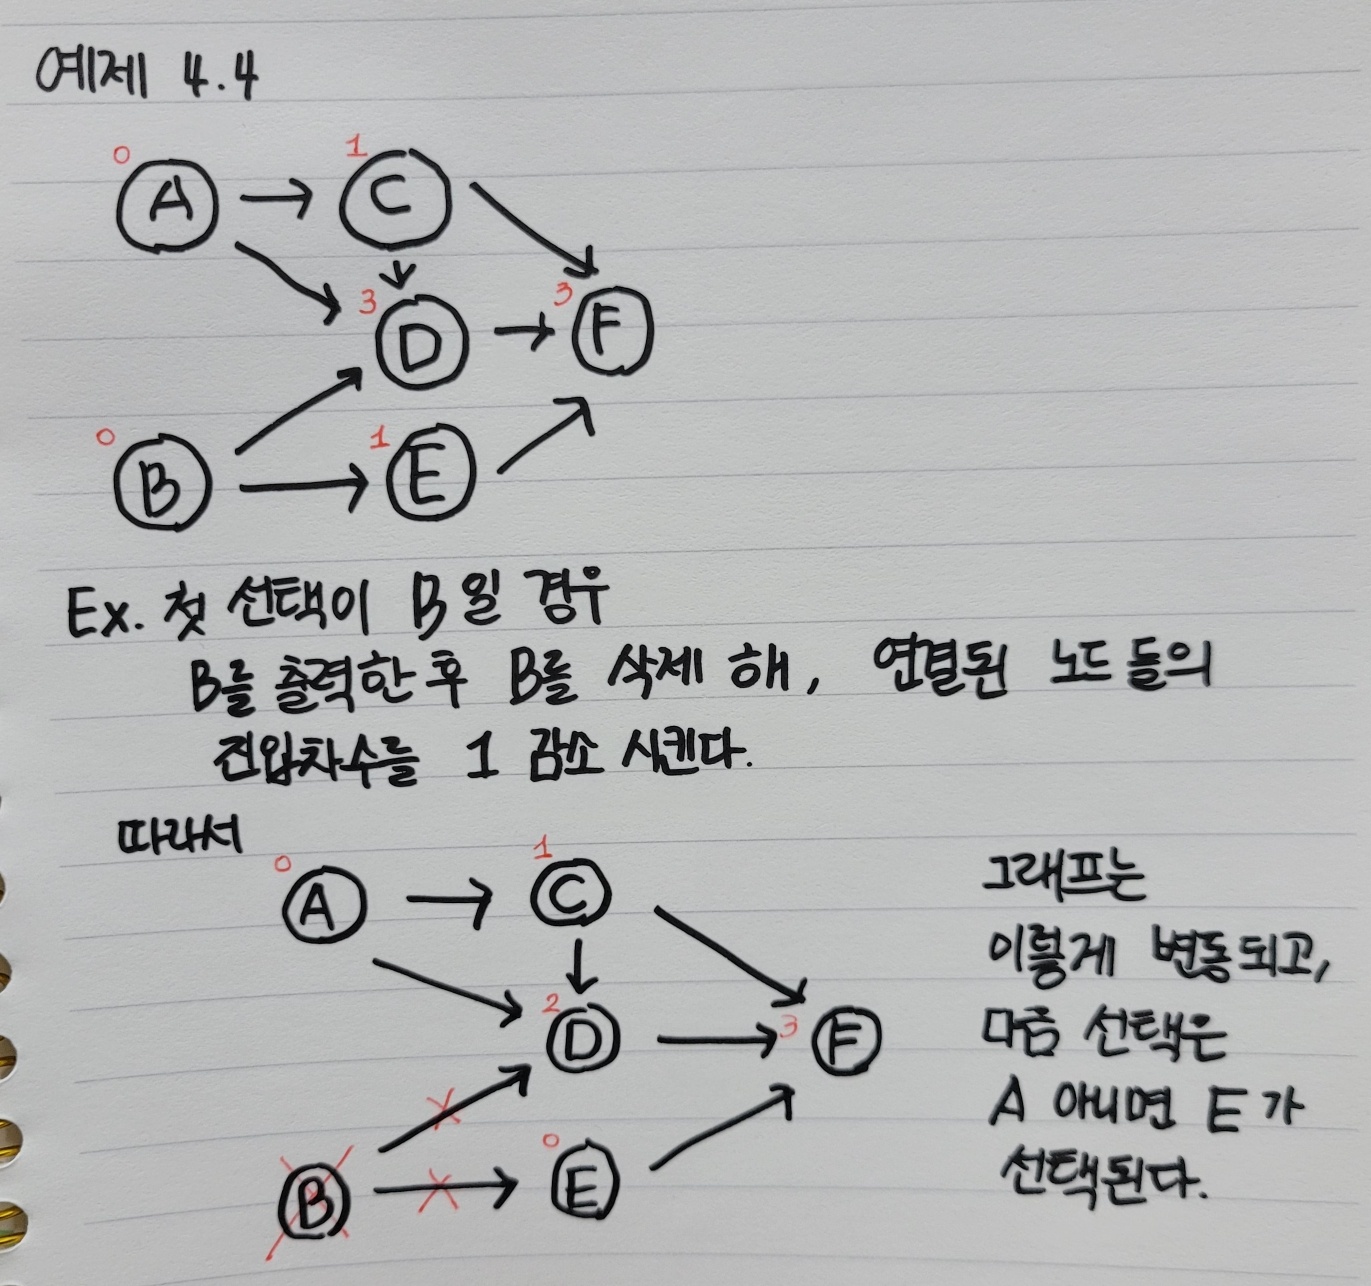 예제 4.4
0 1
A → C
3 3
D → F
0 1
B → E
Ex. 첫 선택이 B일 경우
B를 출력한 후 B를 삭제 해, 연결된 노드 들의
진입차수를 1 감소 시킨다.
따라서
0 1
A → C
2 3
D → F
0
B → E
그래프는
이렇게 변동되고,
다음 선택은
A 아니면 E가
선택된다.